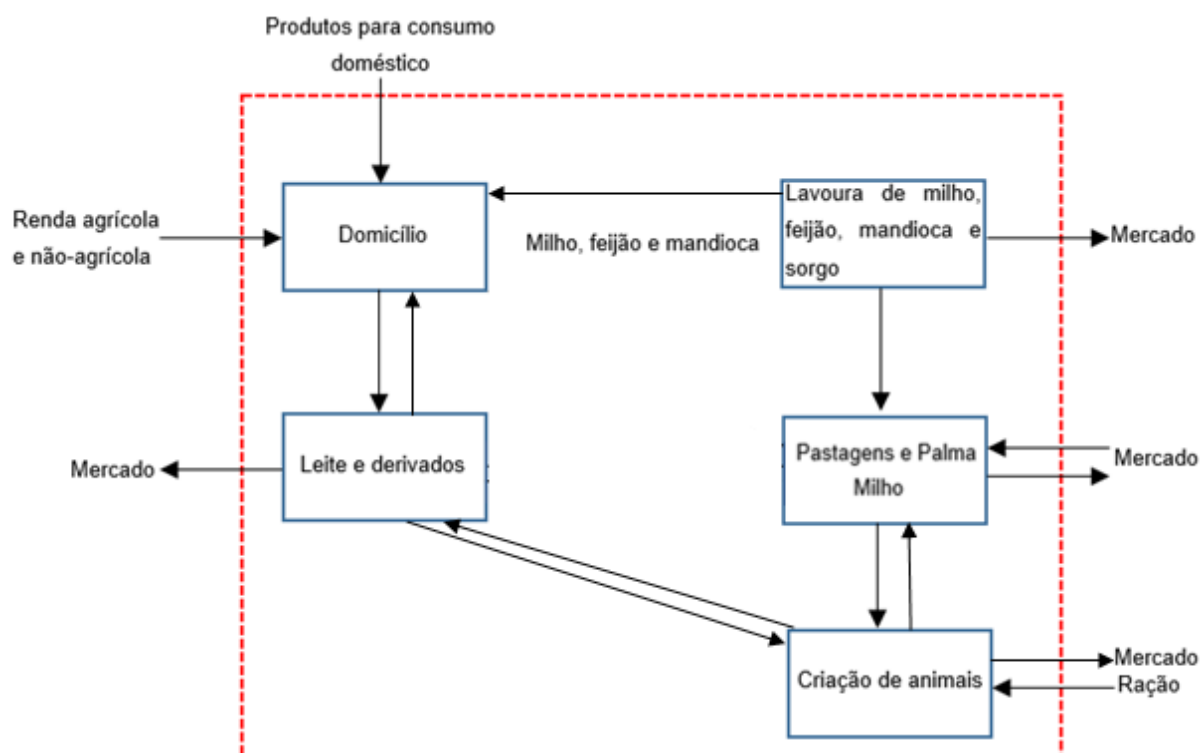 Produtos para consumo
doméstico
Renda agrícola
e não-agrícola
Domicílio
Milho, feijão e mandioca
Lavoura de milho,
feijão, mandioca e
sorgo
Mercado
Mercado
Leite e derivados
Pastagens e Palma
Milho
Mercado
Criação de animais
Mercado
Ração